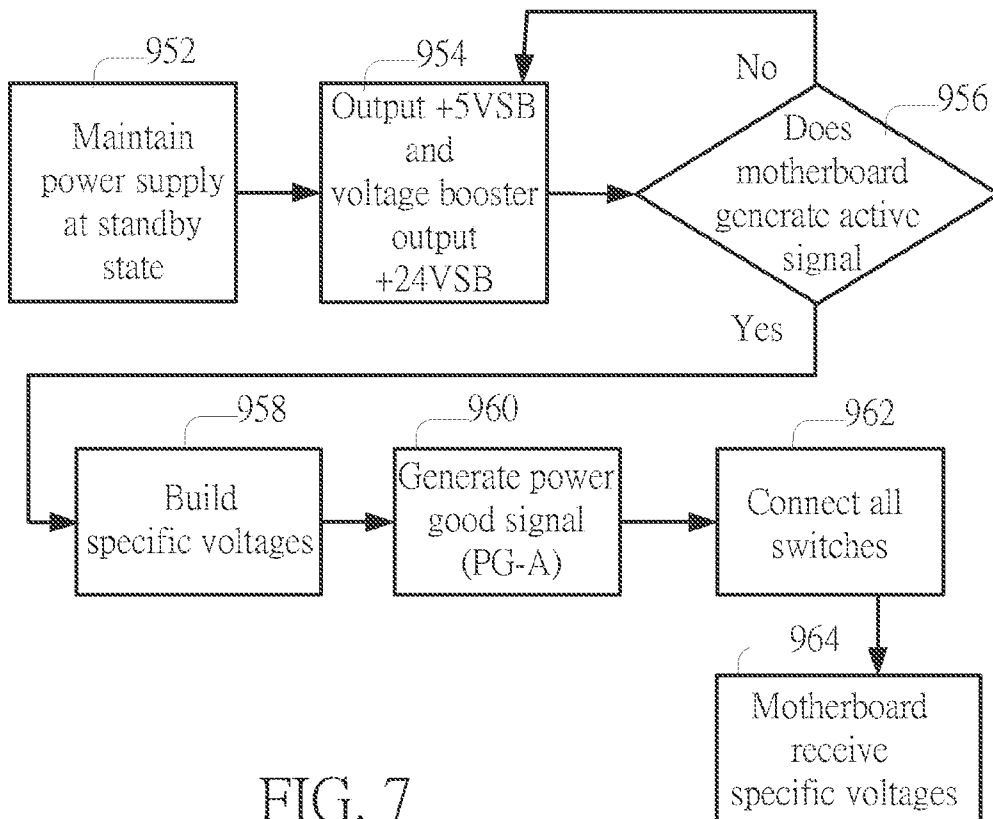 952
Maintain
power supply
at standby
state
954
Output +5VSB
and
voltage booster
output
+24VSB
No
956
Does
motherboard
generate active
signal
Yes
958
Build
specific voltages
960
Generate power
good signal
(PG-A)
962
Connect all
switches
964
Motherboard
receive
specific voltages
FIG. 7